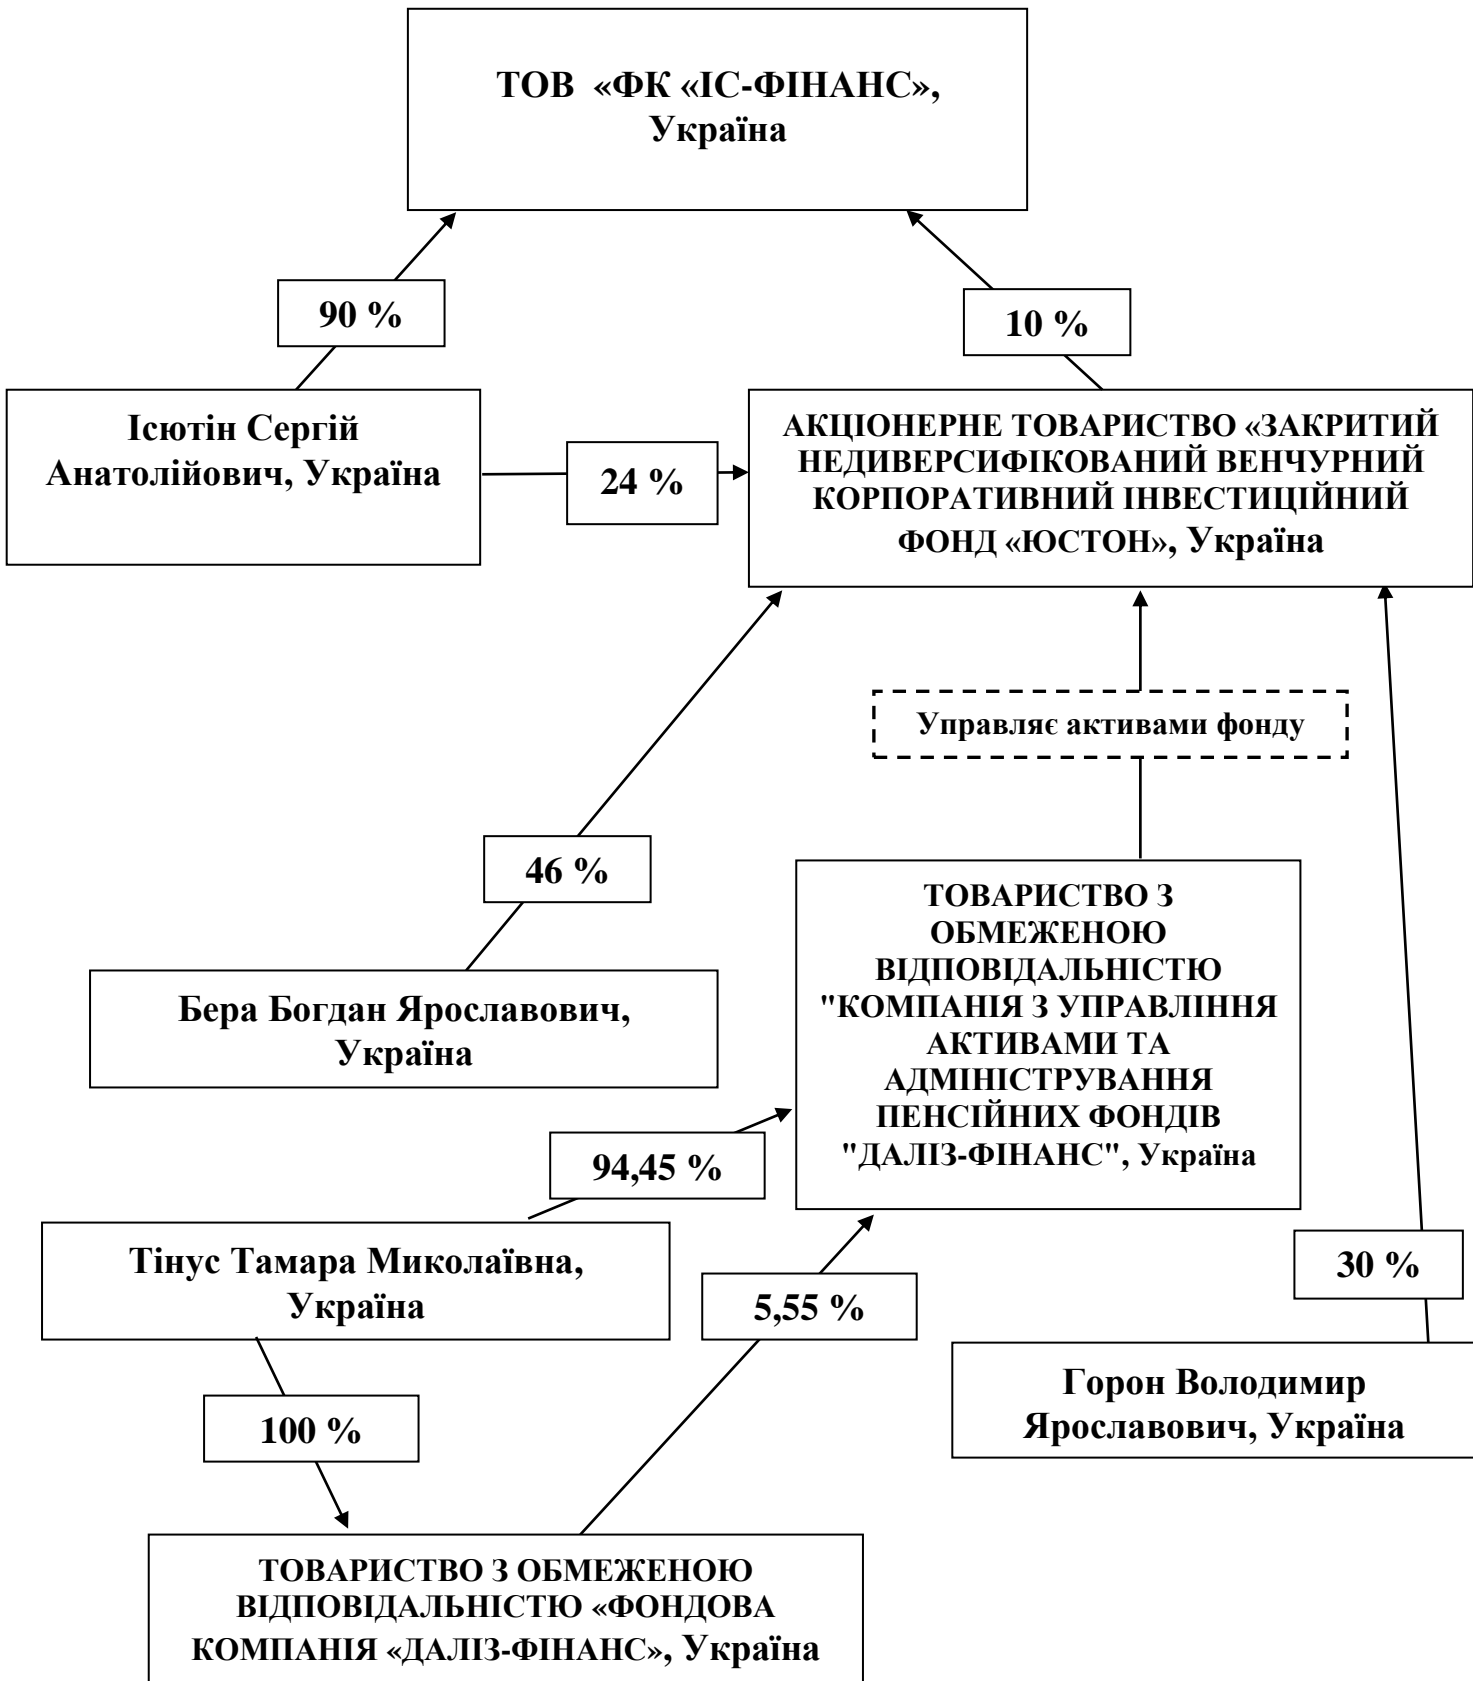 ТОВ «ФК «ІС-ФІНАНС»,
Україна
90 %
10 %
Ісютін Сергій
Анатолійович, Україна
24 %
АКЦІОНЕРНЕ ТОВАРИСТВО «ЗАКРИТИЙ
НЕДИВЕРСИФІКОВАНИЙ ВЕНЧУРНИЙ
КОРПОРАТИВНИЙ ІНВЕСТИЦІЙНИЙ
ФОНД «ЮСТОН», Україна
Управляє активами фонду
46 %
Бера Богдан Ярославович,
Україна
ТОВАРИСТВО З
ОБМЕЖЕНОЮ
ВІДПОВІДАЛЬНІСТЮ
"КОМПАНІЯ З УПРАВЛІННЯ
АКТИВАМИ ТА
АДМІНІСТРУВАННЯ
ПЕНСІЙНИХ ФОНДІВ
"ДАЛІЗ-ФІНАНС", Україна
94,45 %
Тінус Тамара Миколаївна,
Україна
5,55 %
30 %
100 %
Горон Володимир
Ярославович, Україна
ТОВАРИСТВО З ОБМЕЖЕНОЮ
ВІДПОВІДАЛЬНІСТЮ «ФОНДОВА
КОМПАНІЯ «ДАЛІЗ-ФІНАНС», Україна